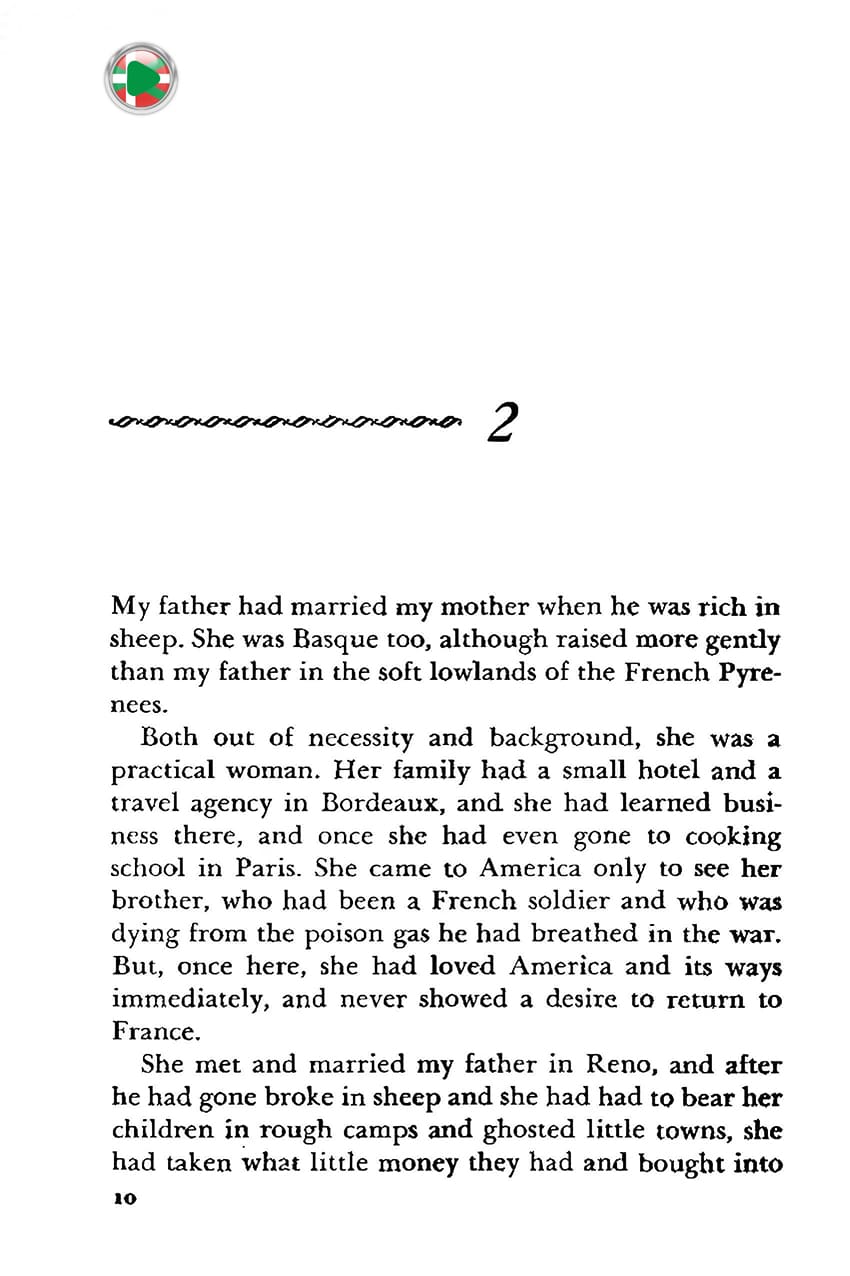 2
My father had married my mother when he was rich in
sheep. She was Basque too, although raised more gently
than my father in the soft lowlands of the French Pyre-
nees.
Both out of necessity and background, she was a
practical woman. Her family had a small hotel and a
travel agency in Bordeaux, and she had learned busi-
ness there, and once she had even gone to cooking
school in Paris. She came to America only to see her
brother, who had been a French soldier and who was
dying from the poison gas he had breathed in the war.
But, once here, she had loved America and its ways
immediately, and never showed a desire to return to
France.
She met and married my father in Reno, and after
he had gone broke in sheep and she had had to bear her
children in rough camps and ghosted little towns, she
had taken what little money they had and bought into
10